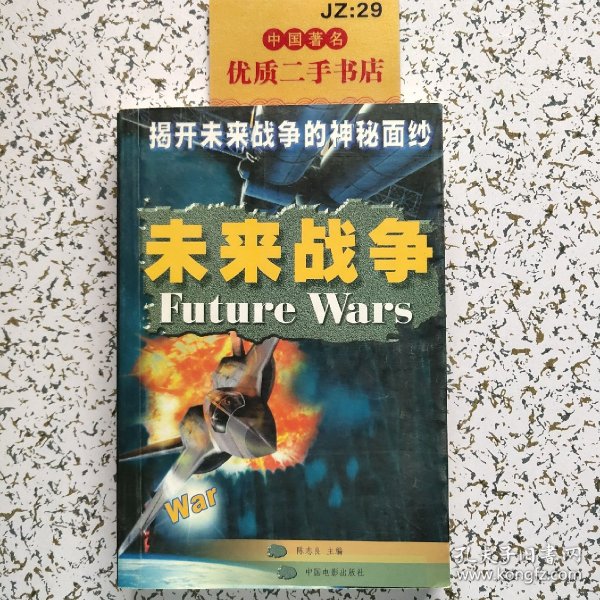 JZ:29
中国著名
优质二手书店
揭开未来战争的神秘面纱
未来战争
Future Wars
War
陈志良 主编
中国电影出版社
孔夫子旧书网
www.kongfz.com